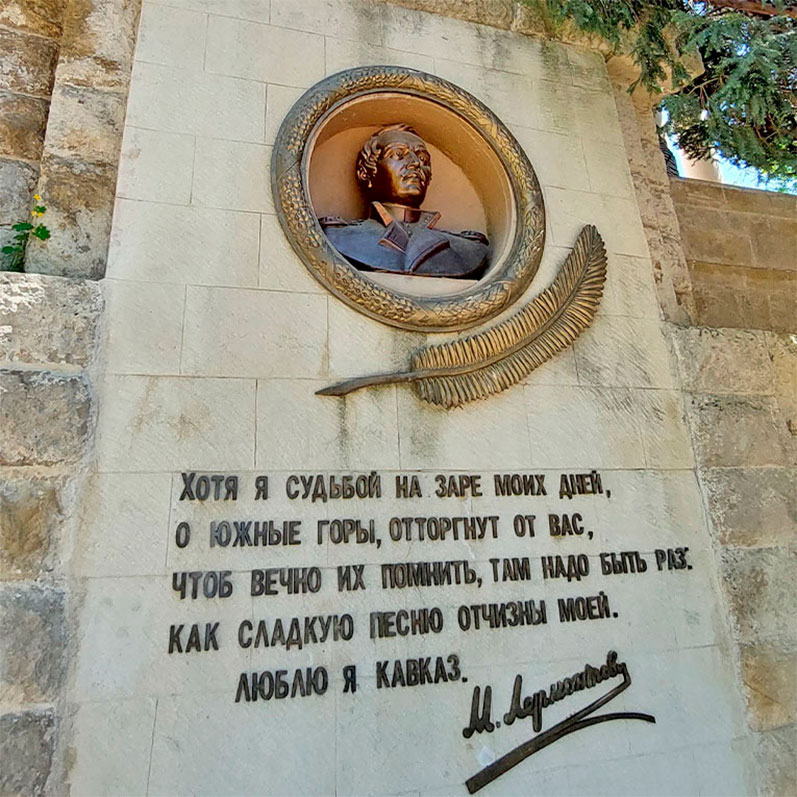 ХОТЯ Я СУДЬБОЙ НА ЗАРЕ МОИХ ДНЕЙ,
О ЮЖНЫЕ ГОРЫ, ОТТОРГНУТ ОТ ВАС,
ЧТОБ ВЕЧНО ИХ ПОМНИТЬ, ТАМ НАДО БЫТЬ РАЗ:
КАК СЛАДКУЮ ПЕСНЮ ОТЧИЗНЫ МОЕЙ.
ЛЮБЛЮ Я КАВКАЗ.
М. Лермонтов